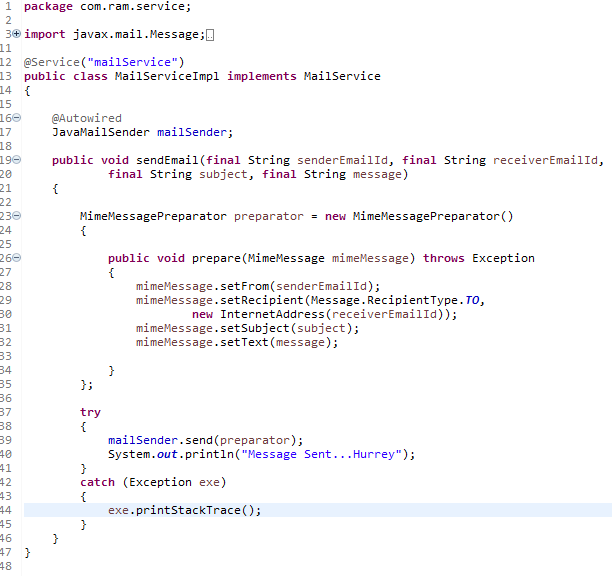 1 package com.ram.service;
2
3 import javax.mail.Message;
11
12 @Service("mailService")
13 public class MailServiceImpl implements MailService
14 {
15
16     @Autowired
17     JavaMailSender mailSender;
18
19     public void sendEmail(final String senderEmailId, final String receiverEmailId,
20             final String subject, final String message)
21     {
22
23         MimeMessagePreparator preparator = new MimeMessagePreparator()
24         {
25
26             public void prepare(MimeMessage mimeMessage) throws Exception
27             {
28                 mimeMessage.setFrom(senderEmailId);
29                 mimeMessage.setRecipient(Message.RecipientType.TO,
30                         new InternetAddress(receiverEmailId));
31                 mimeMessage.setSubject(subject);
32                 mimeMessage.setText(message);
33
34             }
35         };
36
37         try
38         {
39             mailSender.send(preparator);
40             System.out.println("Message Sent...Hurrey");
41         }
42         catch (Exception exe)
43         {
44             exe.printStackTrace();
45         }
46     }
47 }
48